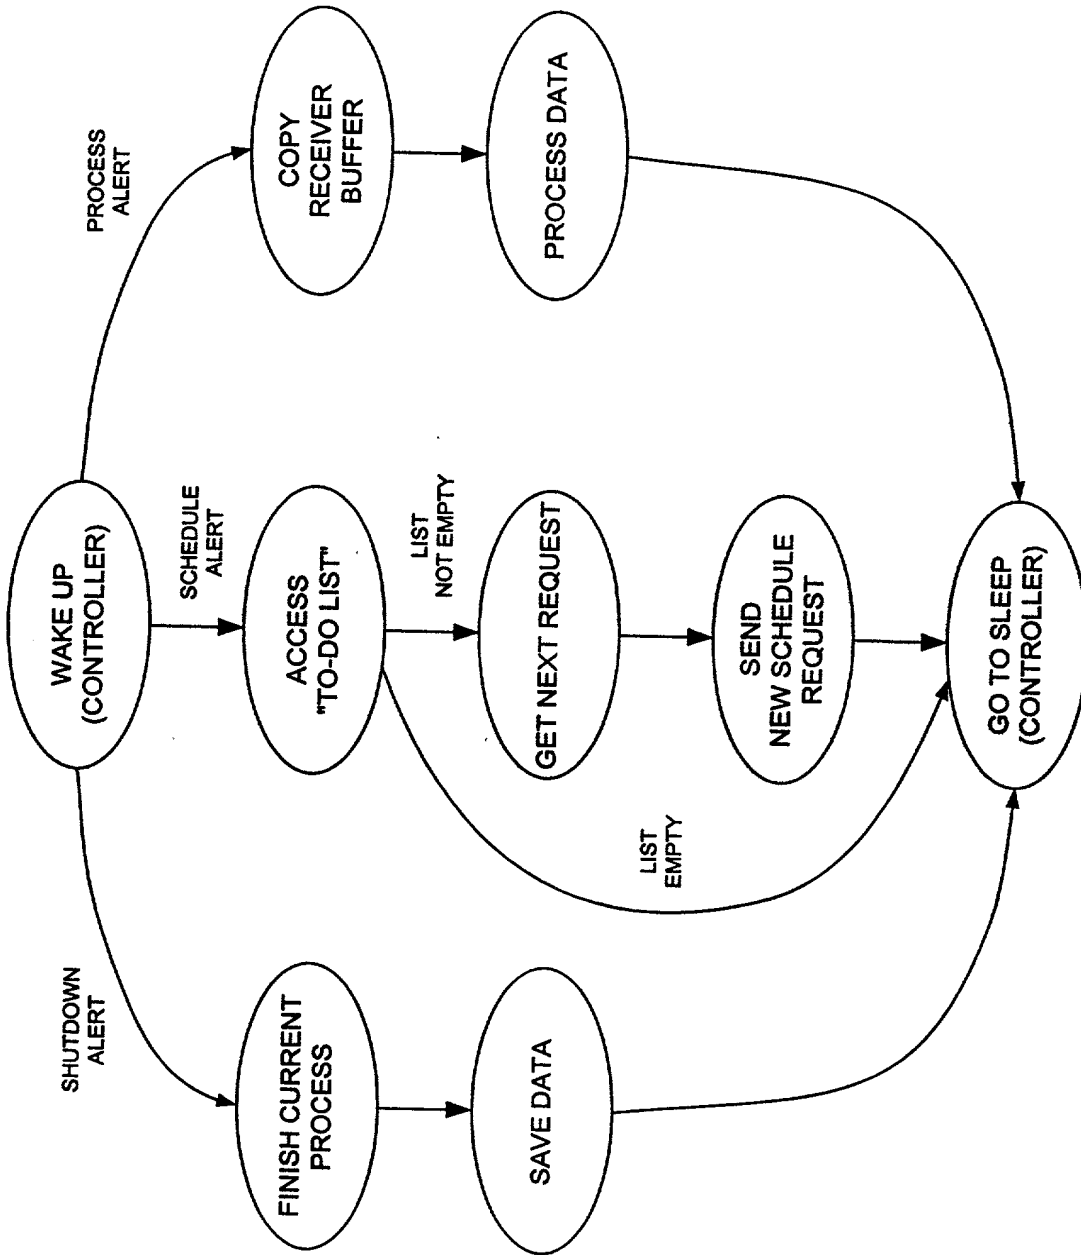 SHUTDOWN
ALERT
FINISH CURRENT
PROCESS
SAVE DATA
WAKE UP
(CONTROLLER)
SCHEDULE
ALERT
ACCESS
"TO-DO LIST"
LIST
NOT EMPTY
GET NEXT REQUEST
SEND
NEW SCHEDULE
REQUEST
LIST
EMPTY
GO TO SLEEP
(CONTROLLER)
PROCESS
ALERT
COPY
RECEIVER
BUFFER
PROCESS DATA